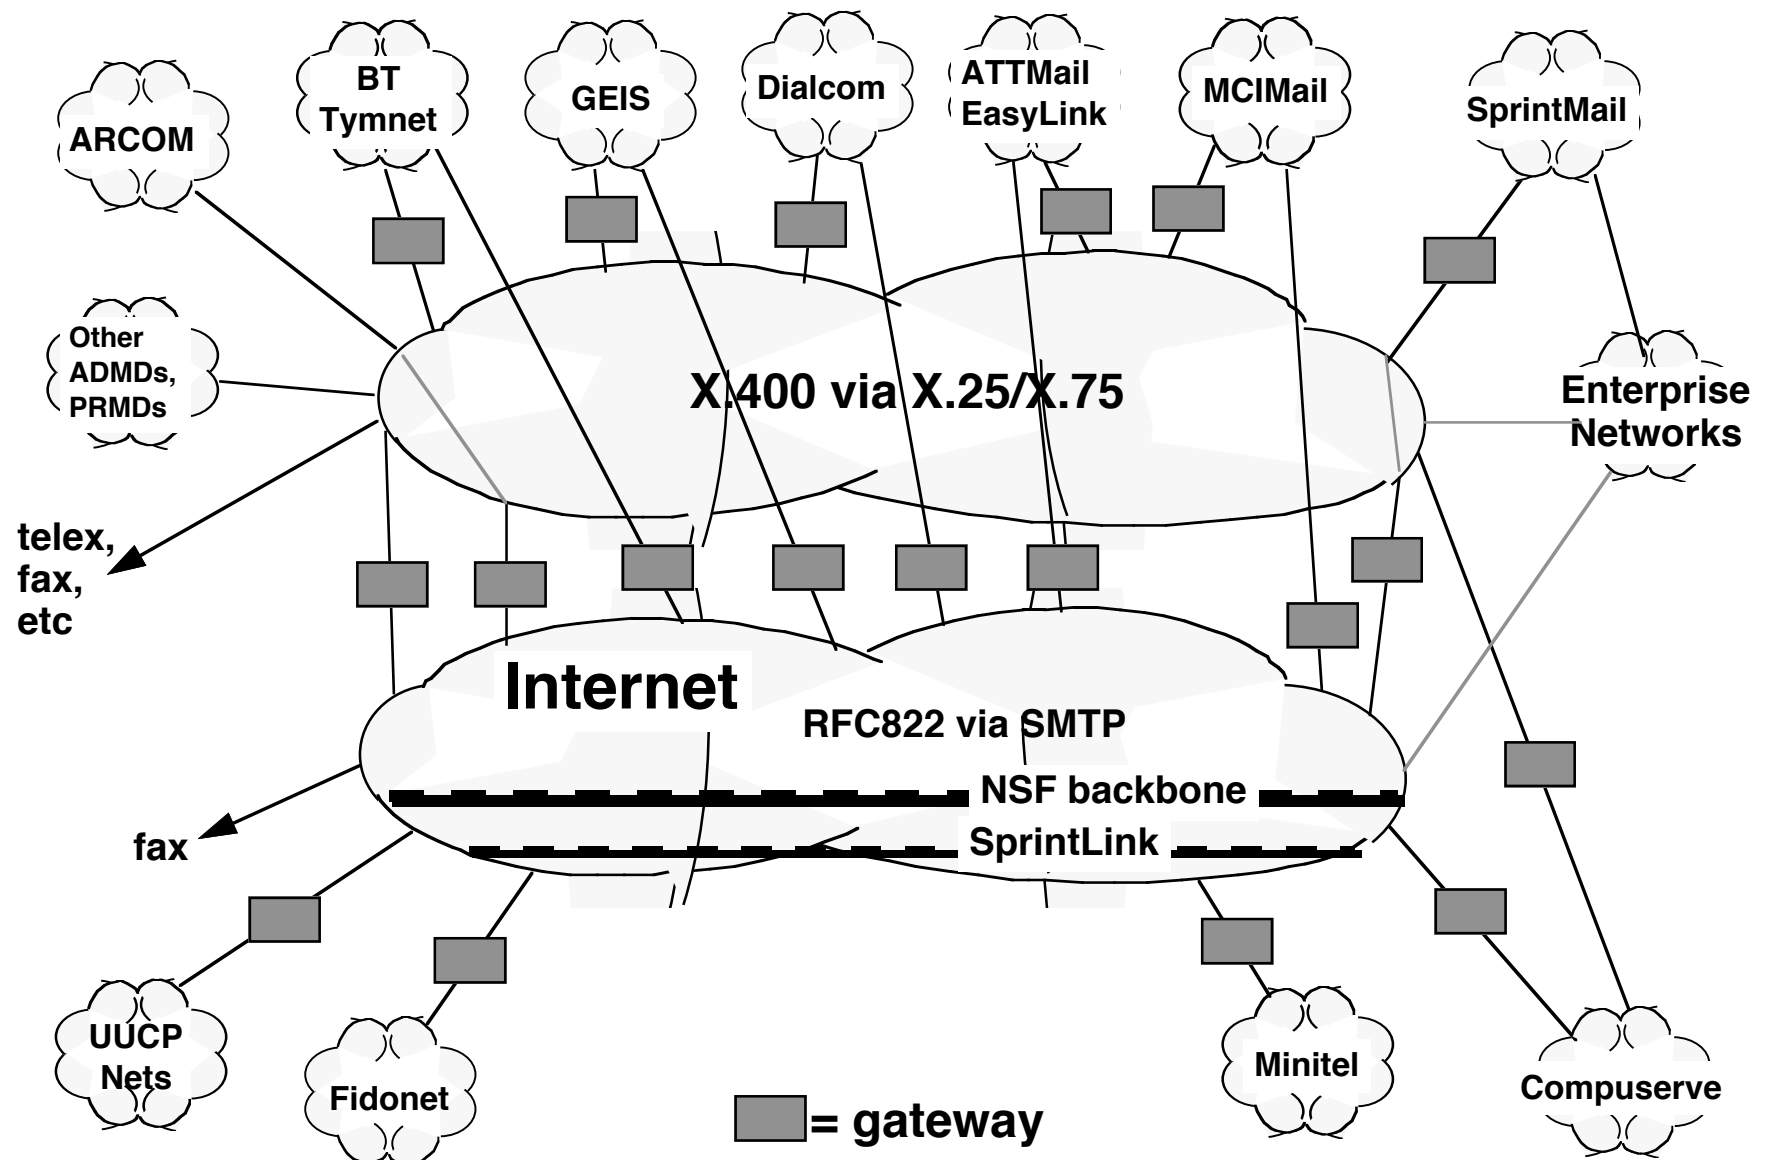 ARCOM
BT
Tymnet
GEIS
Dialcom
ATTMail
EasyLink
MCIMail
SprintMail
Other
ADMDs,
PRMDs
X.400 via X.25/X.75
Enterprise
Networks
telex,
fax,
etc
Internet
RFC822 via SMTP
NSF backbone
SprintLink
fax
UUCP
Nets
Fidonet
Minitel
Compuserve
= gateway